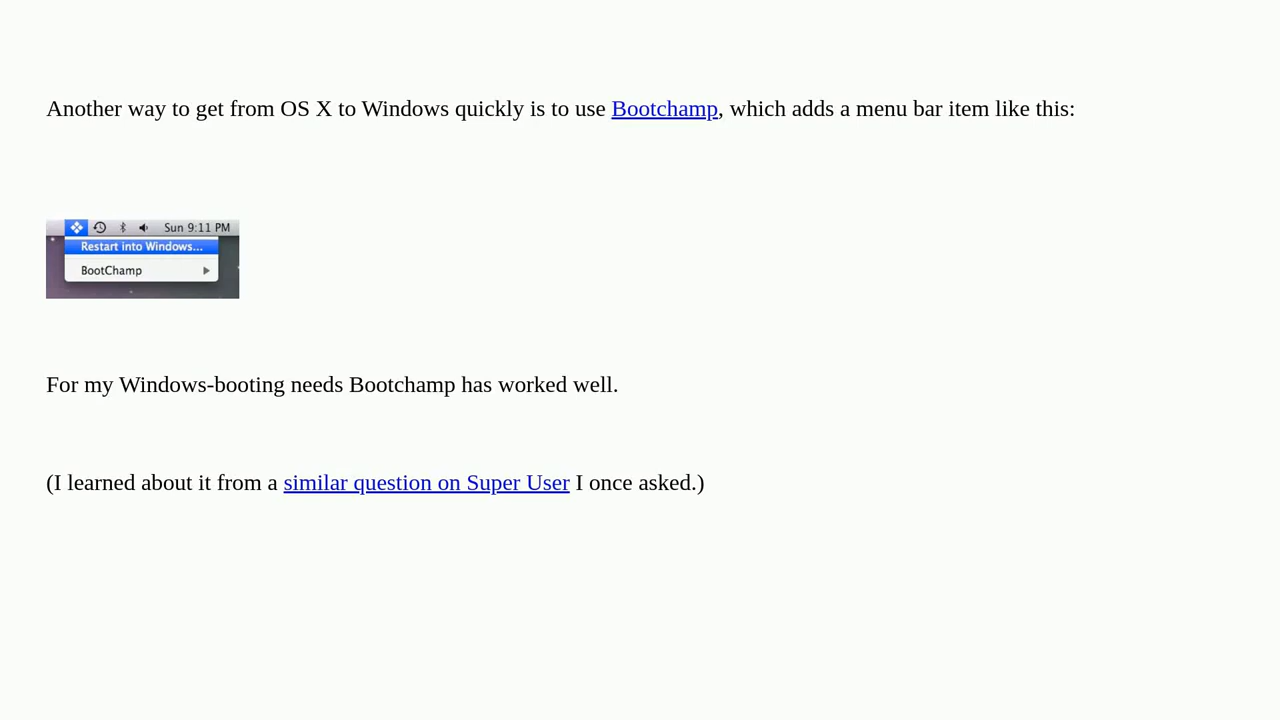 Another way to get from OS X to Windows quickly is to use Bootchamp, which adds a menu bar item like this:
Sun 9:11 PM
Restart into Windows...
BootChamp
For my Windows-booting needs Bootchamp has worked well.
(I learned about it from a similar question on Super User I once asked.)